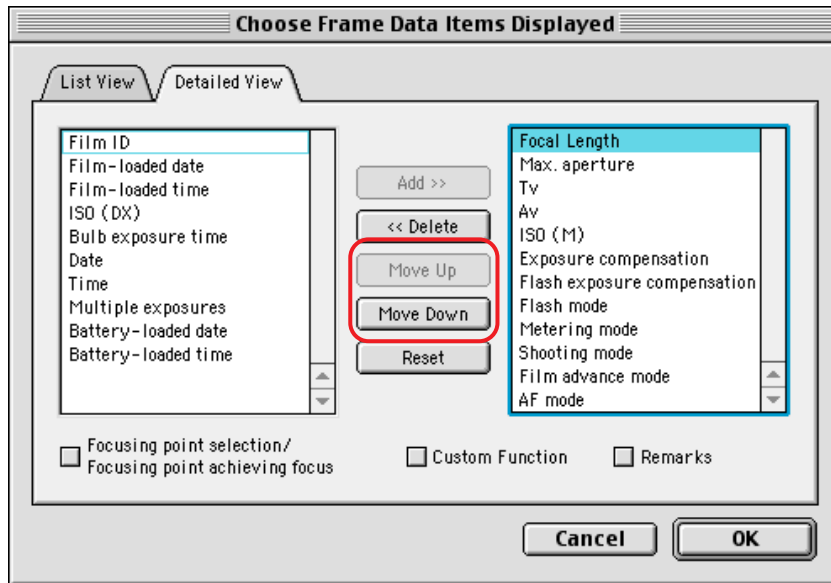 Choose Frame Data Items Displayed
List View
Detailed View
Film ID
Film-loaded date
Film-loaded time
ISO (DX)
Bulb exposure time
Date
Time
Multiple exposures
Battery-loaded date
Battery-loaded time
Add >>
<< Delete
Move Up
Move Down
Reset
Focal Length
Max. aperture
Tv
Av
ISO (M)
Exposure compensation
Flash exposure compensation
Flash mode
Metering mode
Shooting mode
Film advance mode
AF mode
Focusing point selection/
Focusing point achieving focus
Custom Function
Remarks
Cancel
OK